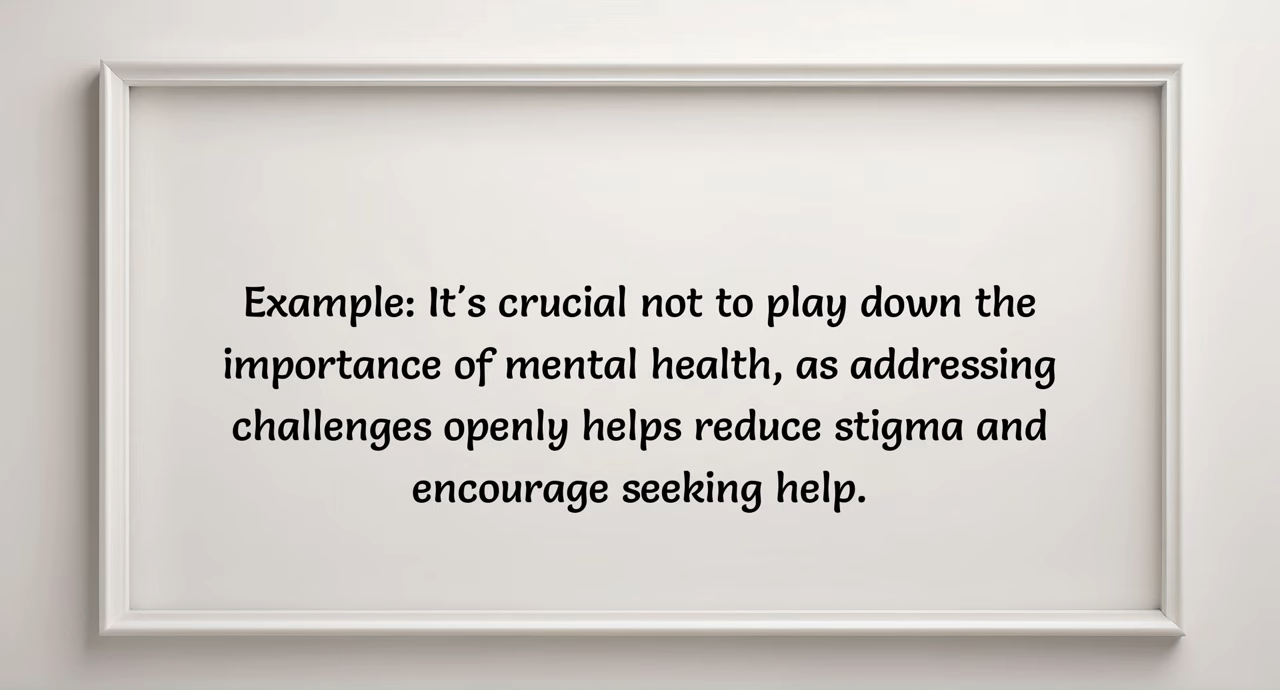 Example: It's crucial not to play down the
importance of mental health, as addressing
challenges openly helps reduce stigma and
encourage seeking help.